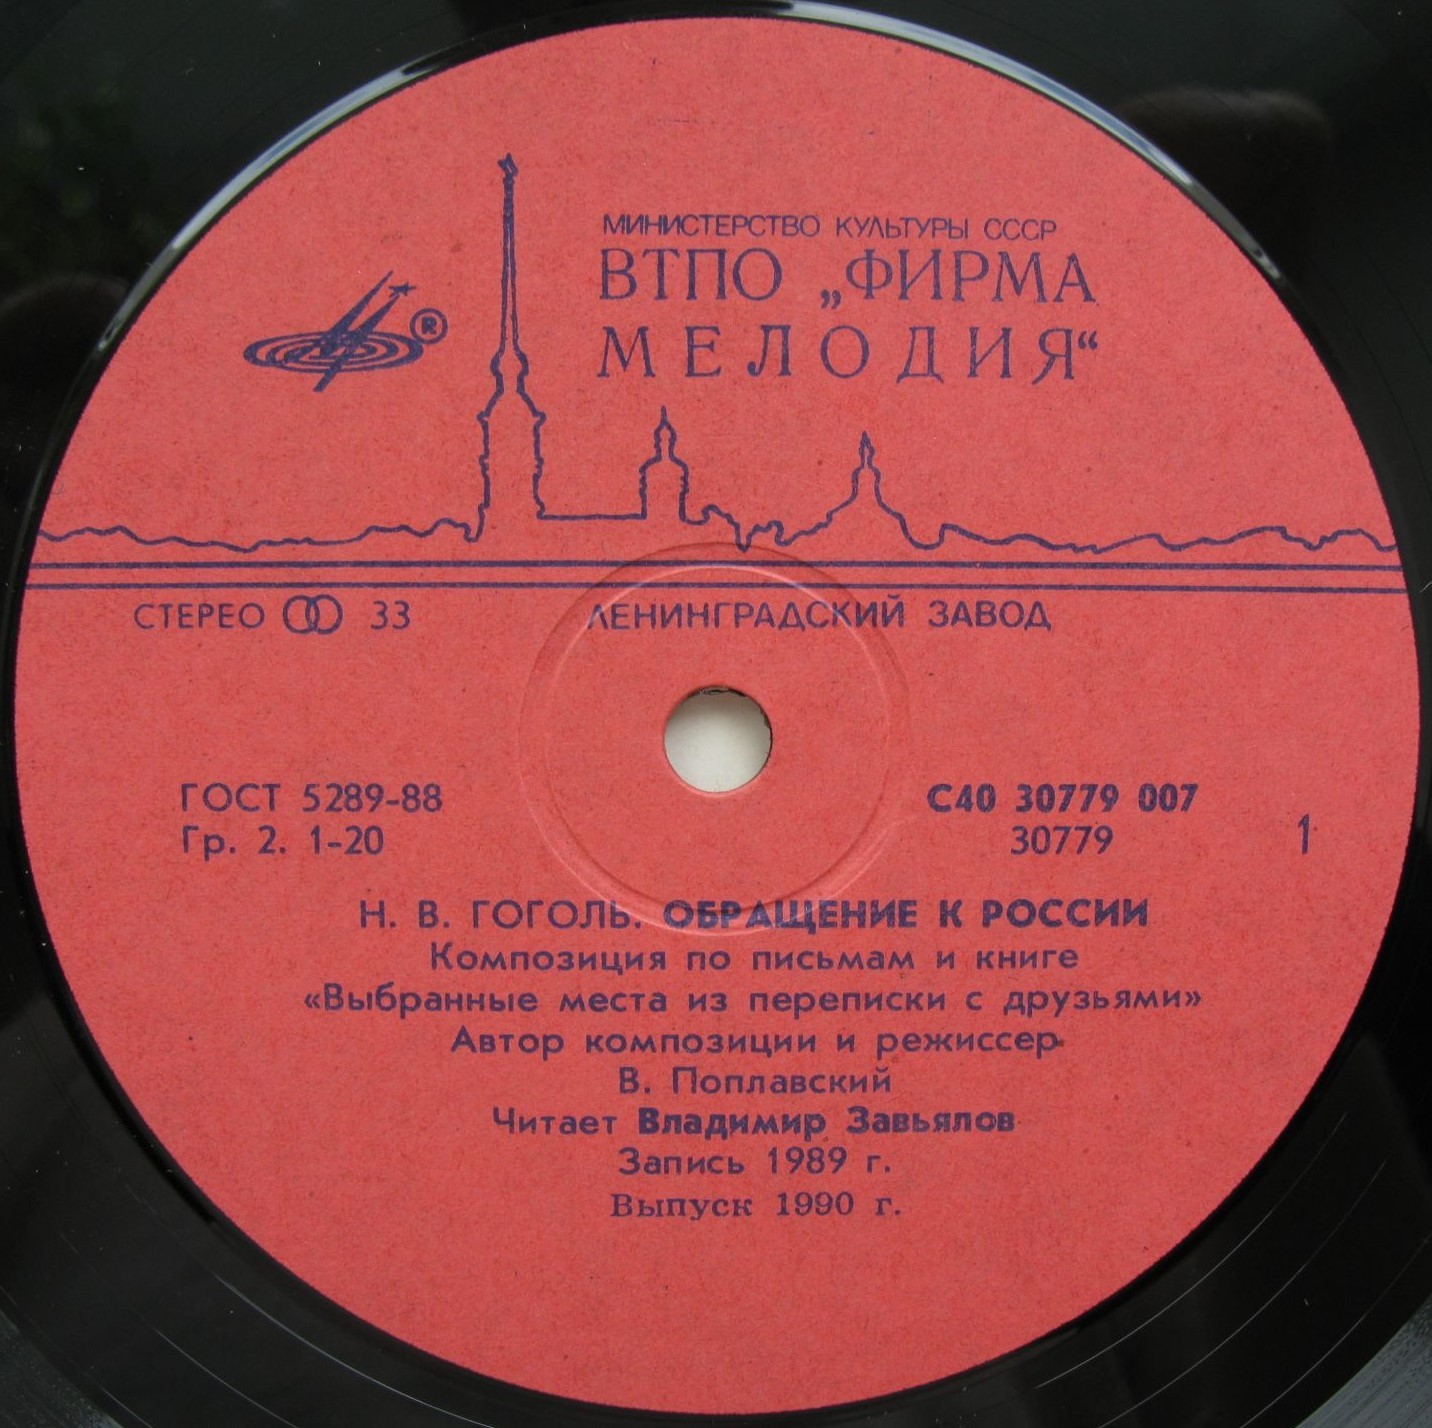 МИНИСТЕРСТВО КУЛЬТУРЫ СССР
ВТПО „ФИРМА
МЕЛОДИЯ“
®
СТЕРЕО 33
ЛЕНИНГРАДСКИЙ ЗАВОД
ГОСТ 5289-88
Гр. 2. 1-20
С40 30779 007
30779
1
Н. В. ГОГОЛЬ. ОБРАЩЕНИЕ К РОССИИ
Композиция по письмам и книге
«Выбранные места из переписки с друзьями»
Автор композиции и режиссер
В. Поплавский
Читает Владимир Завьялов
Запись 1989 г.
Выпуск 1990 г.